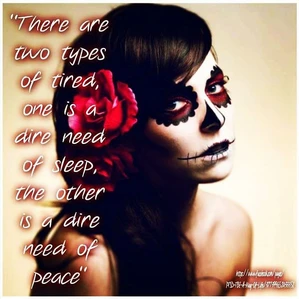 "There are
two types
of tired,
one is a
dire need
of sleep,
the other
is a dire
need of
peace"